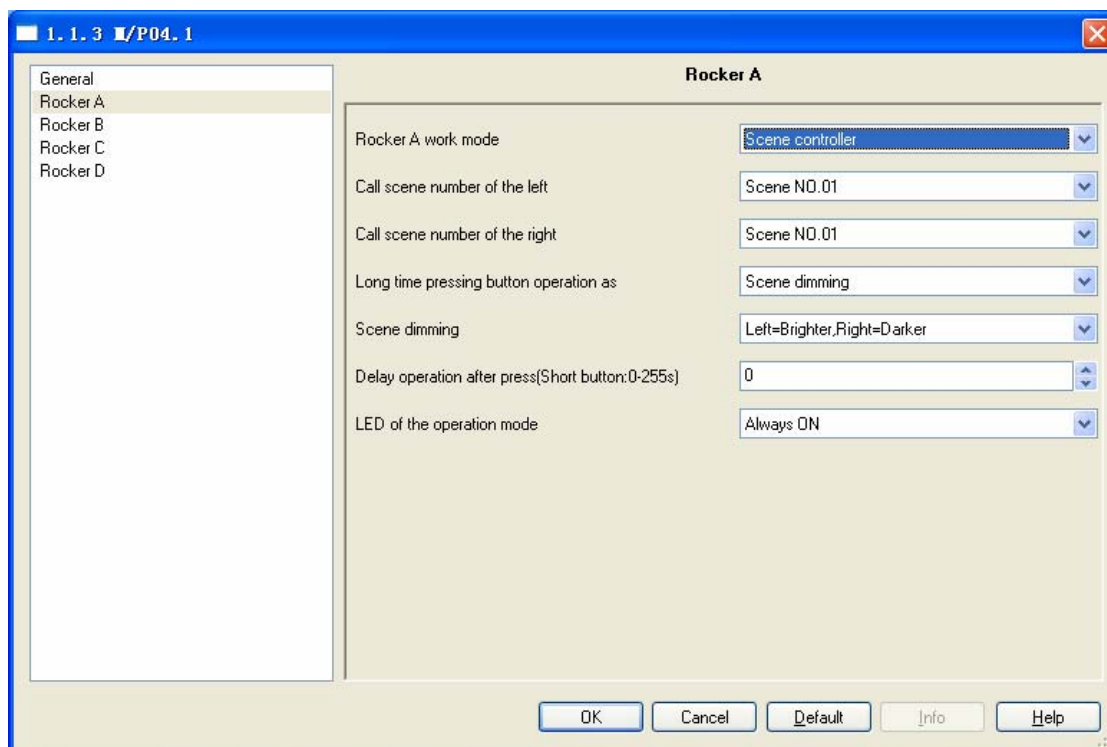 1.1.3 M/P04.1
General
Rocker A
Rocker B
Rocker C
Rocker D
Rocker A
Rocker A work mode Scene controller
Call scene number of the left Scene NO.01
Call scene number of the right Scene NO.01
Long time pressing button operation as Scene dimming
Scene dimming Left=Brighter,Right=Darker
Delay operation after press(Short button:0-255s) 0
LED of the operation mode Always ON
OK Cancel Default Info Help